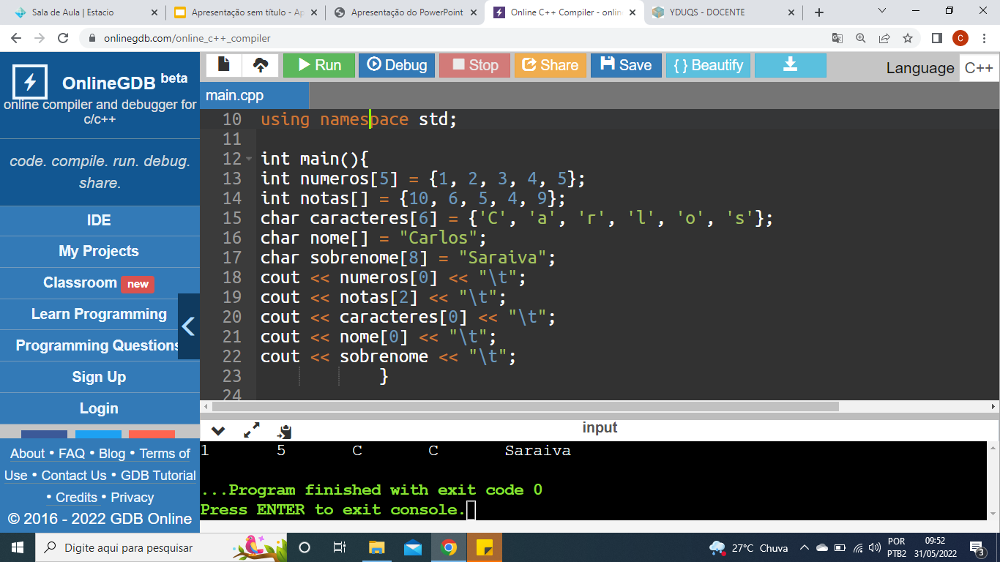 Sala de Aula | Estacio
Apresentação sem título - Ap
Apresentação do PowerPoint
Online C++ Compiler - onlin
YDUQS - DOCENTE
onlinegdb.com/online_c++_compiler
C
OnlineGDB beta
online compiler and debugger for
c/c++
code. compile. run. debug.
share.
IDE
My Projects
Classroom new
Learn Programming
Programming Questions
Sign Up
Login
About • FAQ • Blog • Terms of
Use • Contact Us • GDB Tutorial
• Credits • Privacy
© 2016 - 2022 GDB Online
Run
Debug
Stop
Share
Save
{ } Beautify
Language C++
main.cpp
10 using namespace std;
11
12 int main(){
13 int numeros[5] = {1, 2, 3, 4, 5};
14 int notas[] = {10, 6, 5, 4, 9};
15 char caracteres[6] = {'C', 'a', 'r', 'l', 'o', 's'};
16 char nome[] = "Carlos";
17 char sobrenome[8] = "Saraiva";
18 cout << numeros[0] << "\t";
19 cout << notas[2] << "\t";
20 cout << caracteres[0] << "\t";
21 cout << nome[0] << "\t";
22 cout << sobrenome << "\t";
23 }
24
input
1 5 C C Saraiva
...Program finished with exit code 0
Press ENTER to exit console.
Digite aqui para pesquisar
27°C Chuva
POR
PTB2
09:52
31/05/2022
3